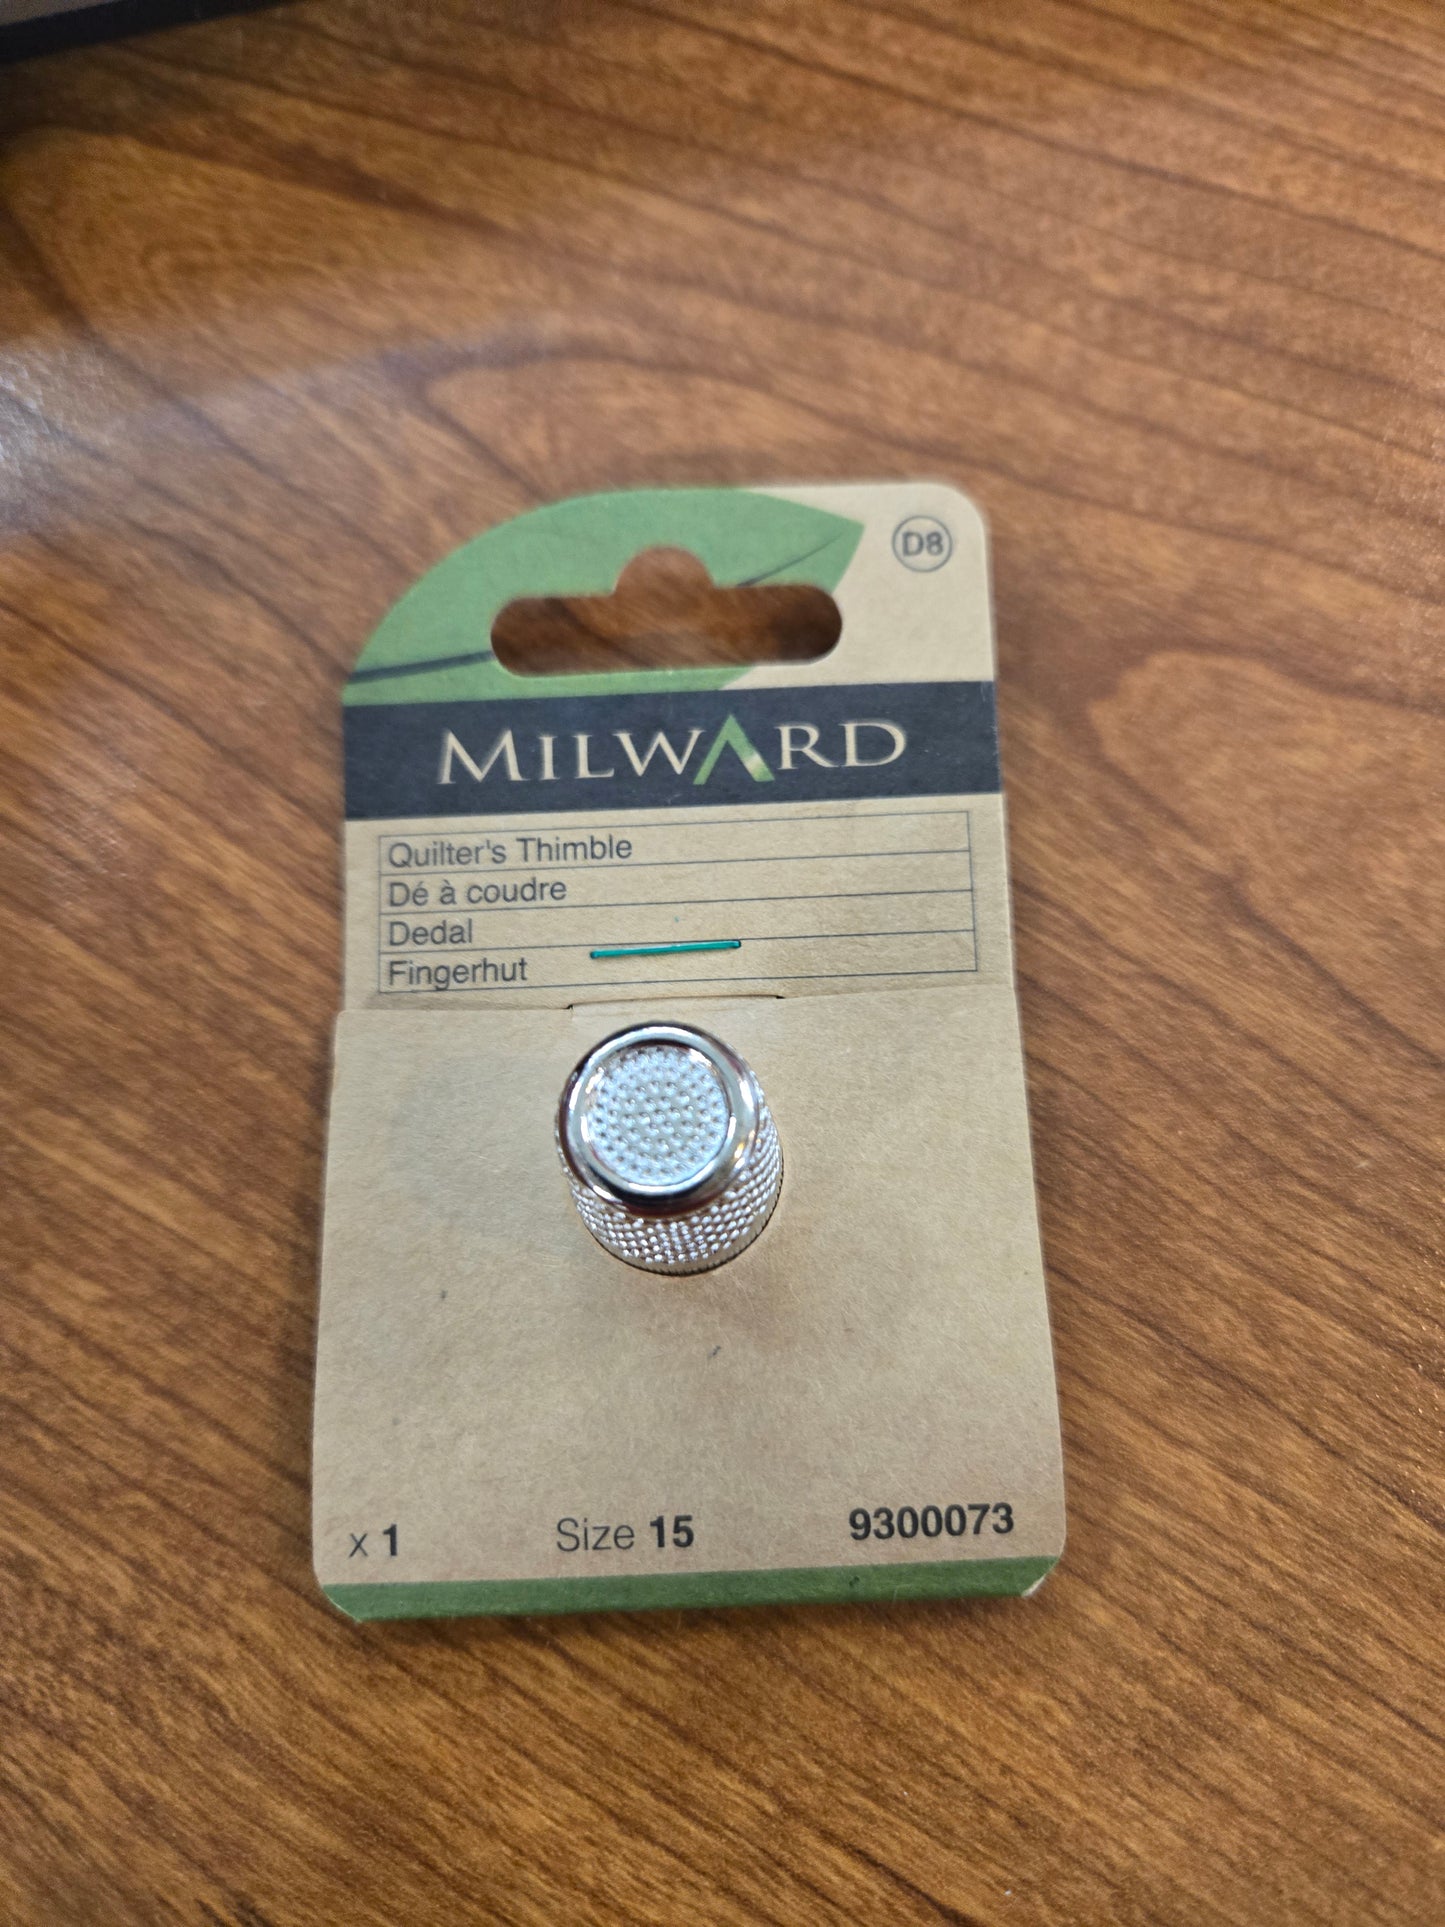 D8
MILWARD
Quilter's Thimble
Dé à coudre
Dedal
Fingerhut
x 1 Size 15 9300073